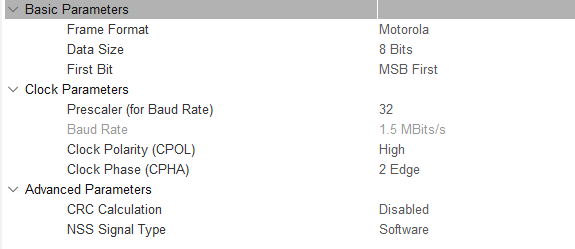 Basic Parameters
Frame Format Motorola
Data Size 8 Bits
First Bit MSB First
Clock Parameters
Prescaler (for Baud Rate) 32
Baud Rate 1.5 MBits/s
Clock Polarity (CPOL) High
Clock Phase (CPHA) 2 Edge
Advanced Parameters
CRC Calculation Disabled
NSS Signal Type Software